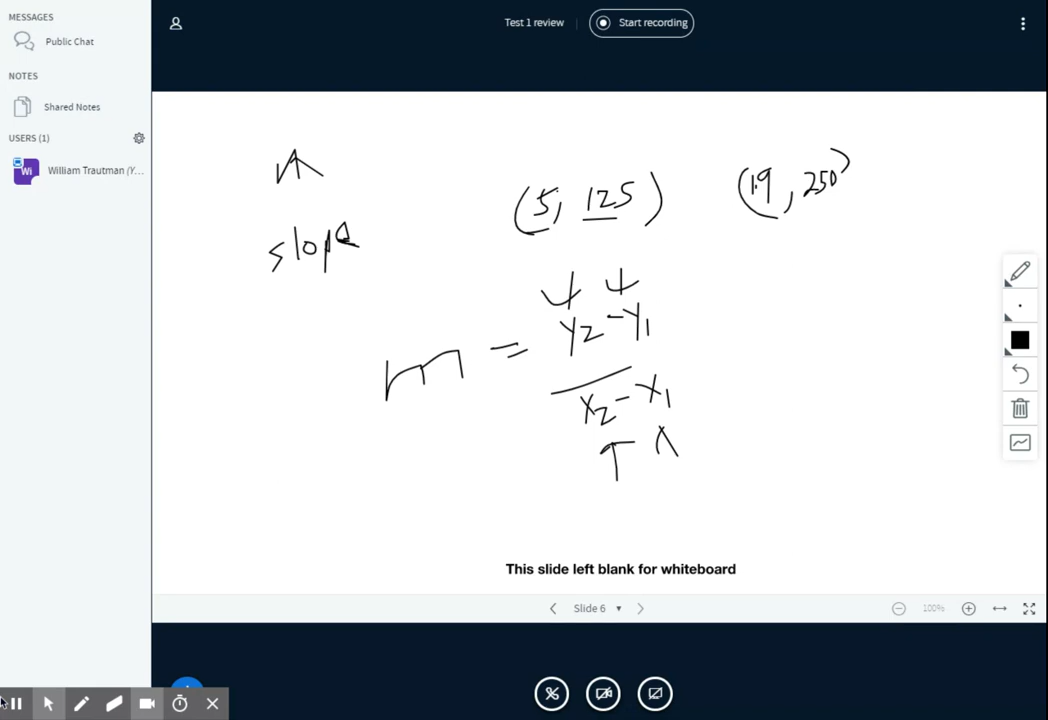 MESSAGES
Public Chat
NOTES
Shared Notes
USERS (1)
Wi
William Trautman (Y...
Test 1 review
Start recording
slope
(5, 125)
(19, 250)
m = y2 - y1
x2 - x1
This slide left blank for whiteboard
Slide 6
100%